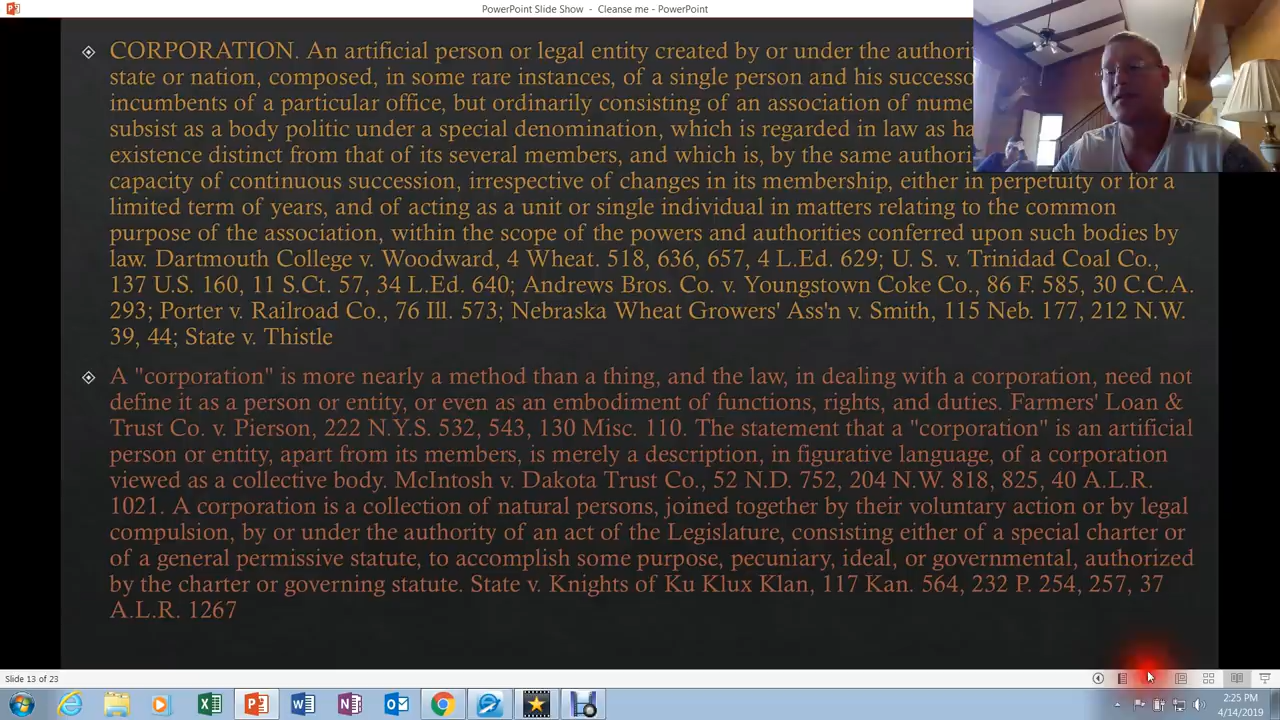 PowerPoint Slide Show - Cleanse me - PowerPoint
CORPORATION. An artificial person or legal entity created by or under the authori
state or nation, composed, in some rare instances, of a single person and his successo
incumbents of a particular office, but ordinarily consisting of an association of nume
subsist as a body politic under a special denomination, which is regarded in law as ha
existence distinct from that of its several members, and which is, by the same authori
capacity of continuous succession, irrespective of changes in its membership, either in perpetuity or for a
limited term of years, and of acting as a unit or single individual in matters relating to the common
purpose of the association, within the scope of the powers and authorities conferred upon such bodies by
law. Dartmouth College v. Woodward, 4 Wheat. 518, 636, 657, 4 L.Ed. 629; U. S. v. Trinidad Coal Co.,
137 U.S. 160, 11 S.Ct. 57, 34 L.Ed. 640; Andrews Bros. Co. v. Youngstown Coke Co., 86 F. 585, 30 C.C.A.
293; Porter v. Railroad Co., 76 Ill. 573; Nebraska Wheat Growers' Ass'n v. Smith, 115 Neb. 177, 212 N.W.
39, 44; State v. Thistle
A "corporation" is more nearly a method than a thing, and the law, in dealing with a corporation, need not
define it as a person or entity, or even as an embodiment of functions, rights, and duties. Farmers' Loan &
Trust Co. v. Pierson, 222 N.Y.S. 532, 543, 130 Misc. 110. The statement that a "corporation" is an artificial
person or entity, apart from its members, is merely a description, in figurative language, of a corporation
viewed as a collective body. McIntosh v. Dakota Trust Co., 52 N.D. 752, 204 N.W. 818, 825, 40 A.L.R.
1021. A corporation is a collection of natural persons, joined together by their voluntary action or by legal
compulsion, by or under the authority of an act of the Legislature, consisting either of a special charter or
of a general permissive statute, to accomplish some purpose, pecuniary, ideal, or governmental, authorized
by the charter or governing statute. State v. Knights of Ku Klux Klan, 117 Kan. 564, 232 P. 254, 257, 37
A.L.R. 1267
Slide 13 of 23
2:25 PM
4/14/2019